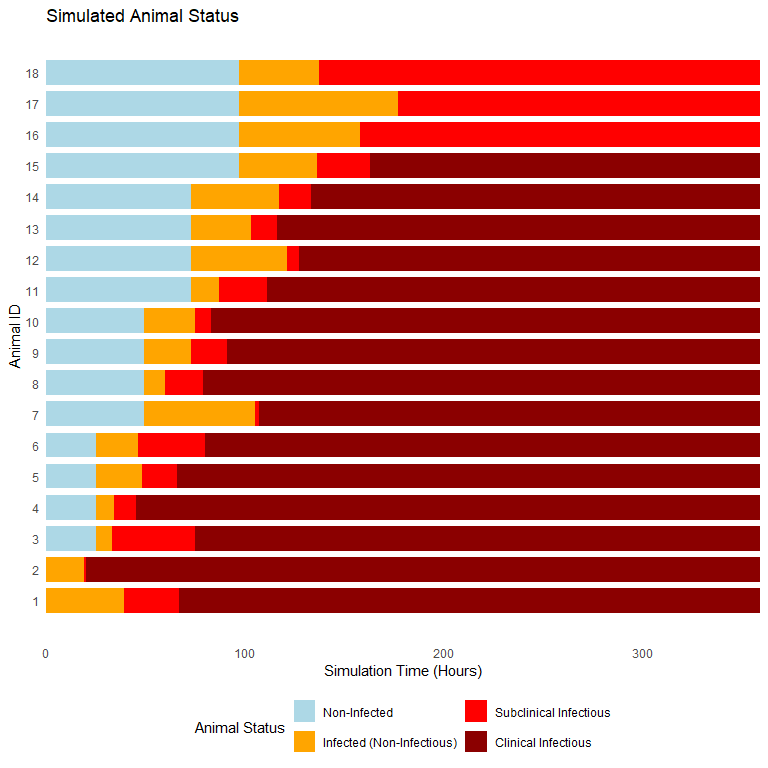 Simulated Animal Status
18
17
16
15
14
13
12
11
10
9
8
7
6
5
4
3
2
1
Animal ID
0 100 200 300
Simulation Time (Hours)
Animal Status
Non-Infected
Subclinical Infectious
Infected (Non-Infectious)
Clinical Infectious